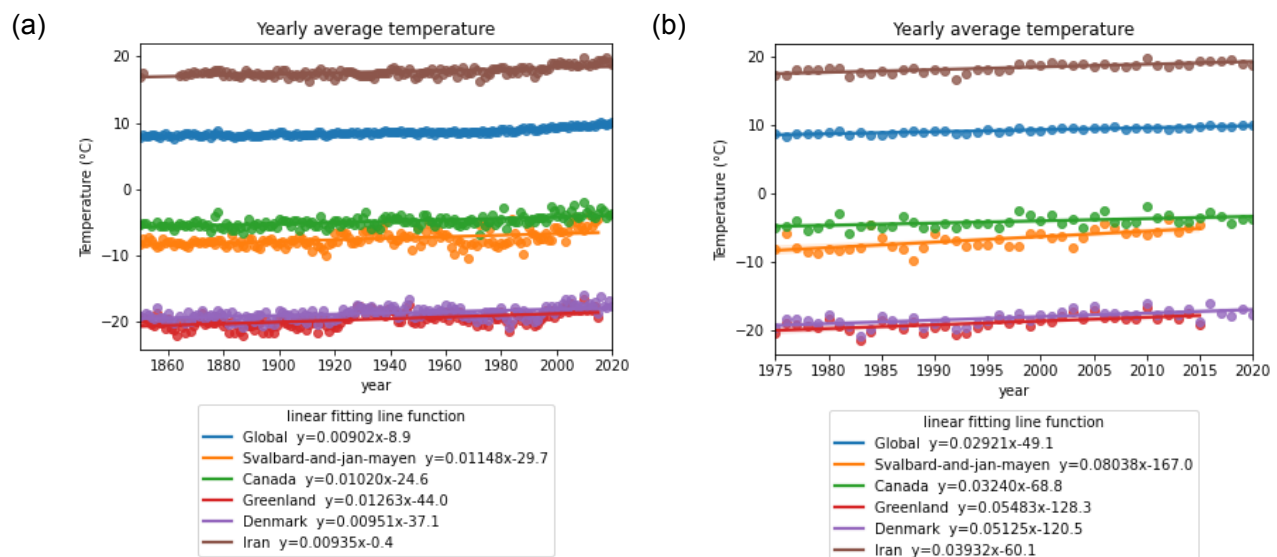 (a)
Yearly average temperature
Temperature (°C)
20
10
0
−10
−20
1860 1880 1900 1920 1940 1960 1980 2000 2020
year
linear fitting line function
Global y=0.00902x-8.9
Svalbard-and-jan-mayen y=0.01148x-29.7
Canada y=0.01020x-24.6
Greenland y=0.01263x-44.0
Denmark y=0.00951x-37.1
Iran y=0.00935x-0.4
(b)
Yearly average temperature
Temperature (°C)
20
10
0
−10
−20
1975 1980 1985 1990 1995 2000 2005 2010 2015 2020
year
linear fitting line function
Global y=0.02921x-49.1
Svalbard-and-jan-mayen y=0.08038x-167.0
Canada y=0.03240x-68.8
Greenland y=0.05483x-128.3
Denmark y=0.05125x-120.5
Iran y=0.03932x-60.1